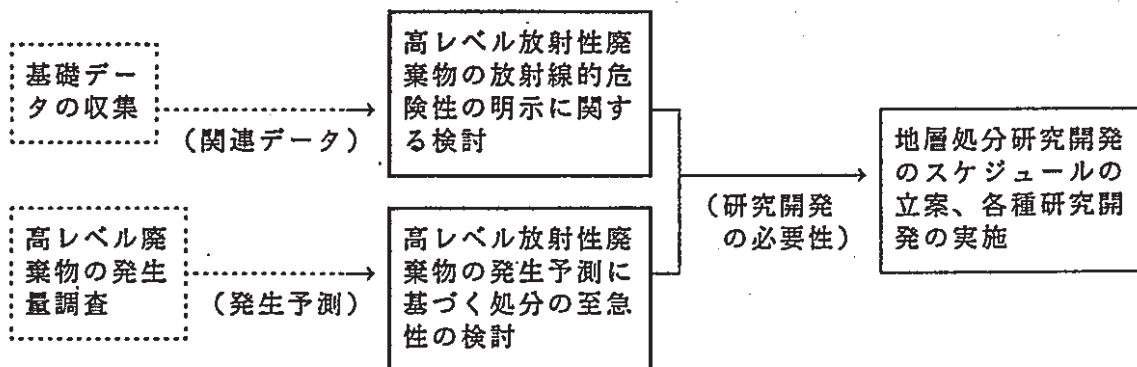 基礎デー
タの収集
(関連データ)
高レベル放射性廃
棄物の放射線的危
険性の明示に関す
る検討
高レベル廃
棄物の発生
量調査
(発生予測)
高レベル放射性廃
棄物の発生予測に
基づく処分の至急
性の検討
(研究開発
の必要性)
地層処分研究開発
のスケジュールの
立案、各種研究開
発の実施